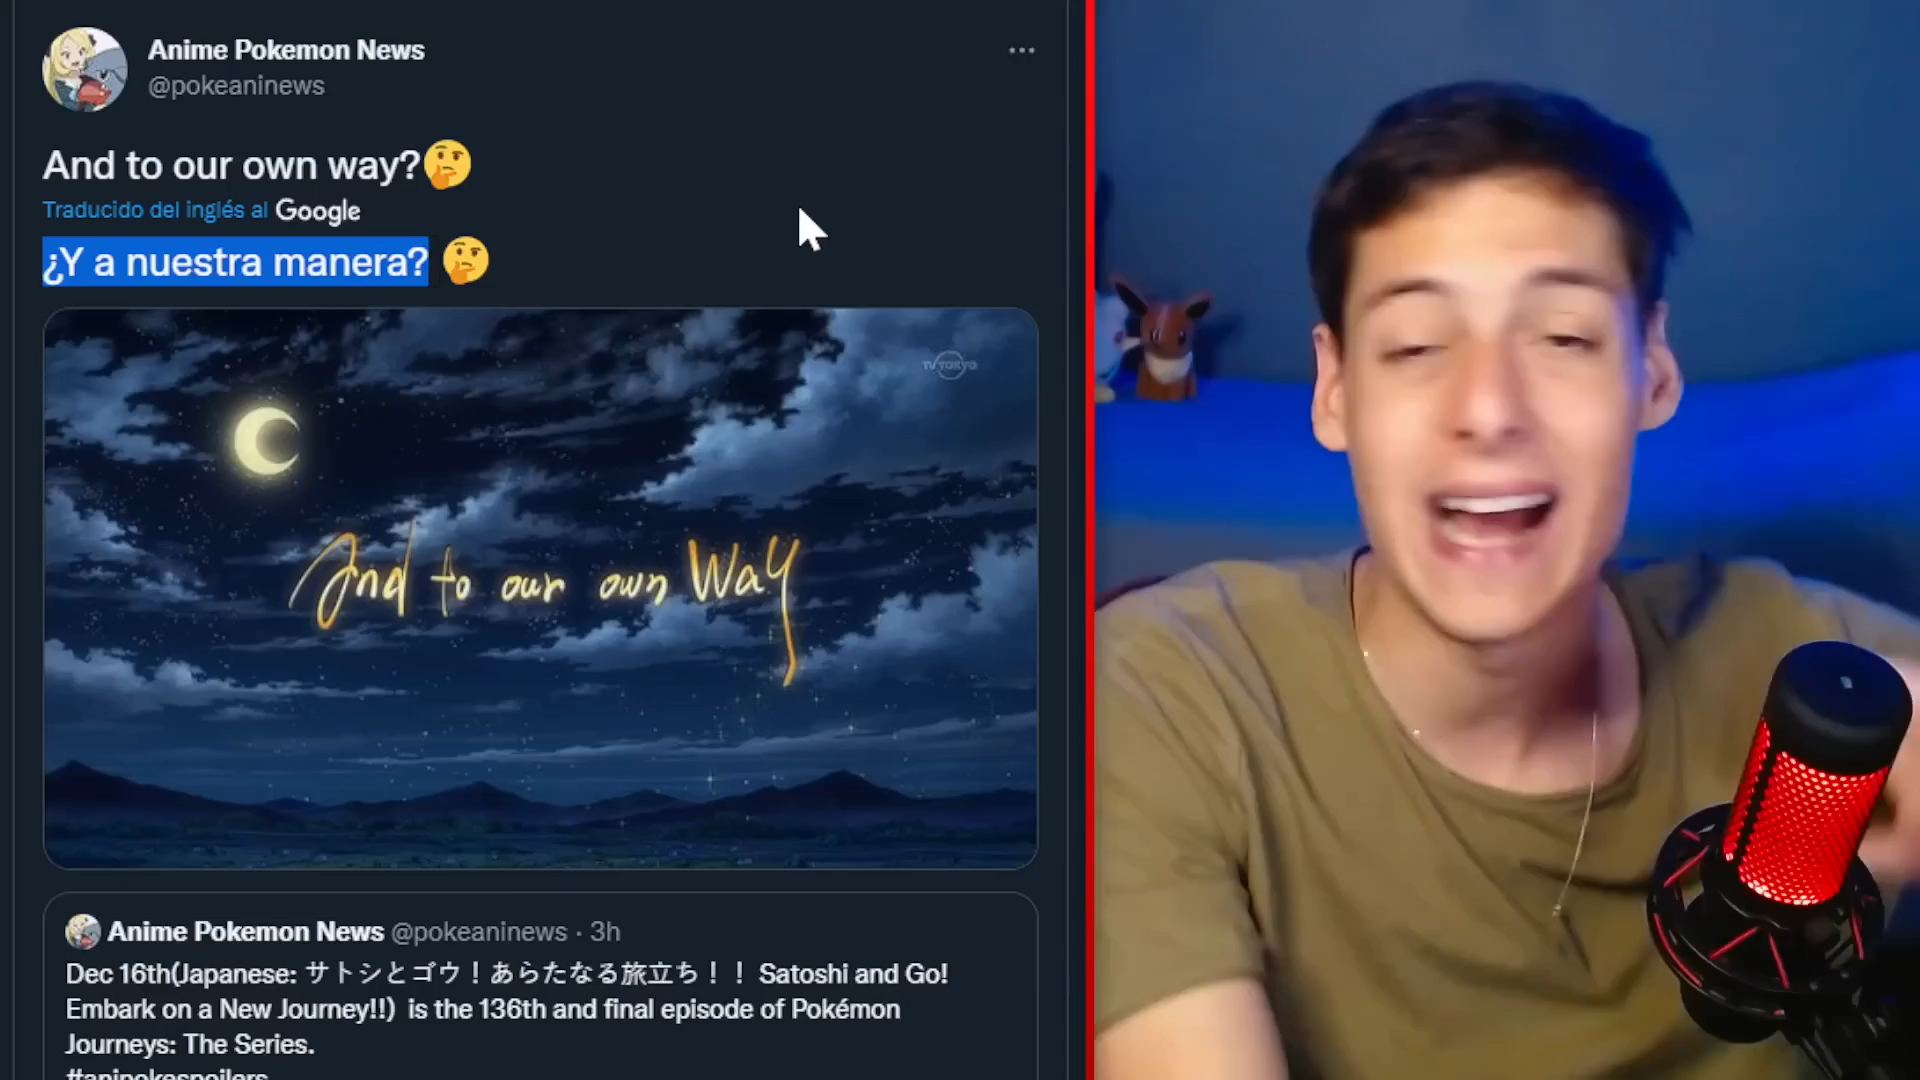 Anime Pokemon News
@pokeaninews
And to our own way?🤔
Traducido del inglés al Google
¿Y a nuestra manera? 🤔
TV TOKYO
And to our own Way
Anime Pokemon News @pokeaninews · 3h
Dec 16th(Japanese: サトシとゴウ！あらたなる旅立ち！！ Satoshi and Go!
Embark on a New Journey!!) is the 136th and final episode of Pokémon
Journeys: The Series.
#anipokespoilers